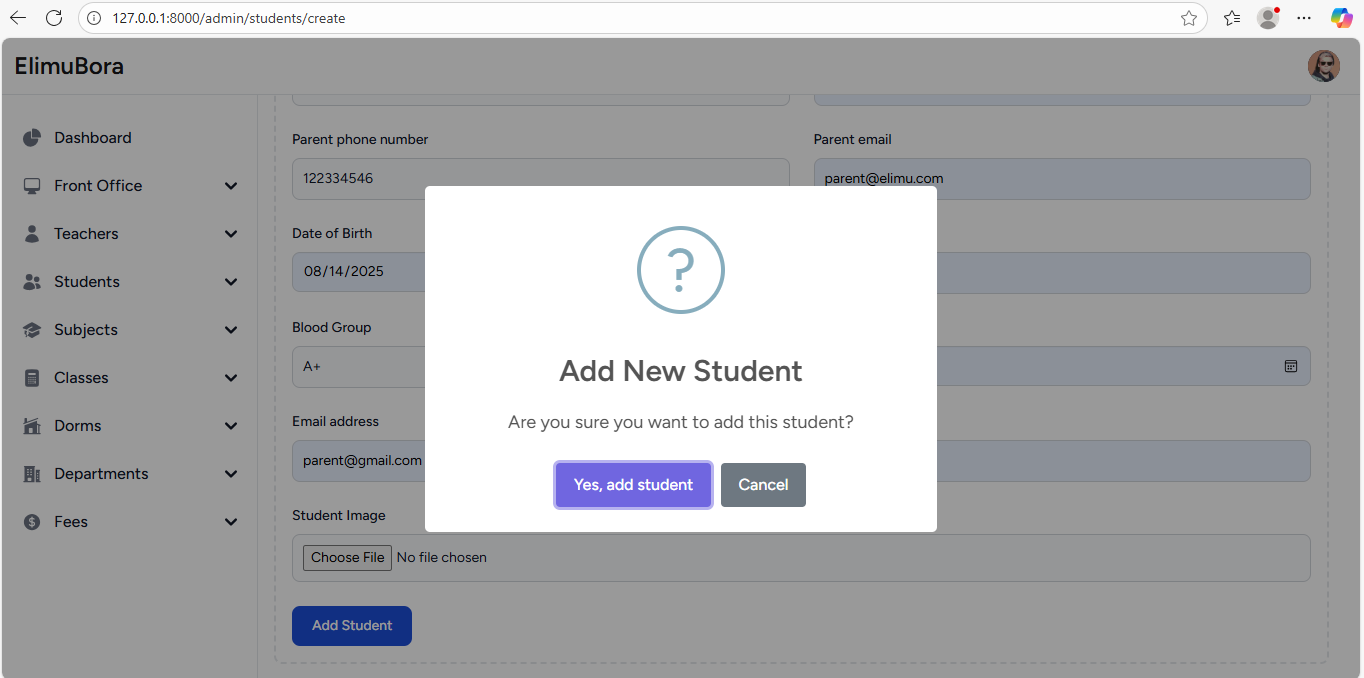 127.0.0.1:8000/admin/students/create
ElimuBora
Dashboard
Front Office
Teachers
Students
Subjects
Classes
Dorms
Departments
Fees
Parent phone number
Parent email
122334546
parent@elimu.com
Date of Birth
08/14/2025
Blood Group
A+
Email address
parent@gmail.com
Student Image
Choose File No file chosen
Add Student
?
Add New Student
Are you sure you want to add this student?
Yes, add student
Cancel